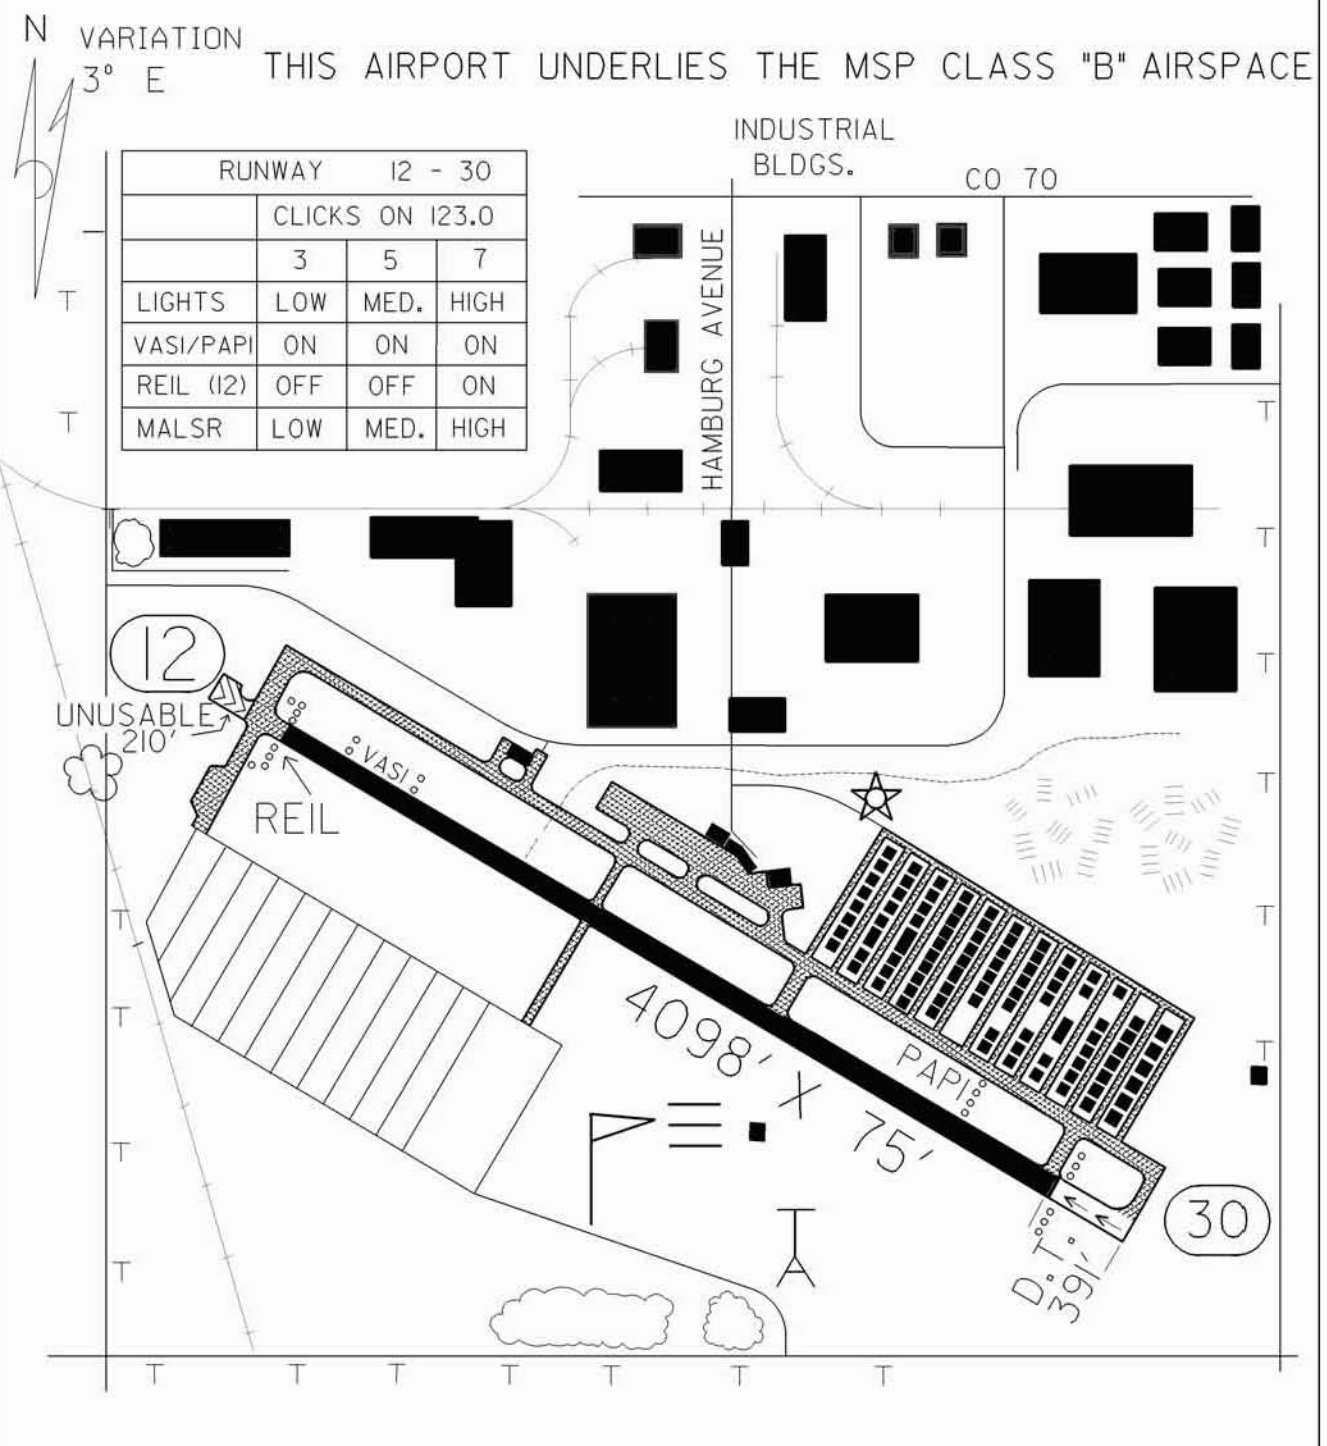 N
VARIATION
3° E
THIS AIRPORT UNDERLIES THE MSP CLASS "B" AIRSPACE
INDUSTRIAL
BLDGS.
CO 70
RUNWAY 12 - 30
CLICKS ON 123.0
3 5 7
LIGHTS LOW MED. HIGH
VASI/PAPI ON ON ON
REIL (12) OFF OFF ON
MALSR LOW MED. HIGH
HAMBURG AVENUE
12
UNUSABLE
210'
VASI
REIL
4098' X 75'
PAPI
30
D.T.
391'